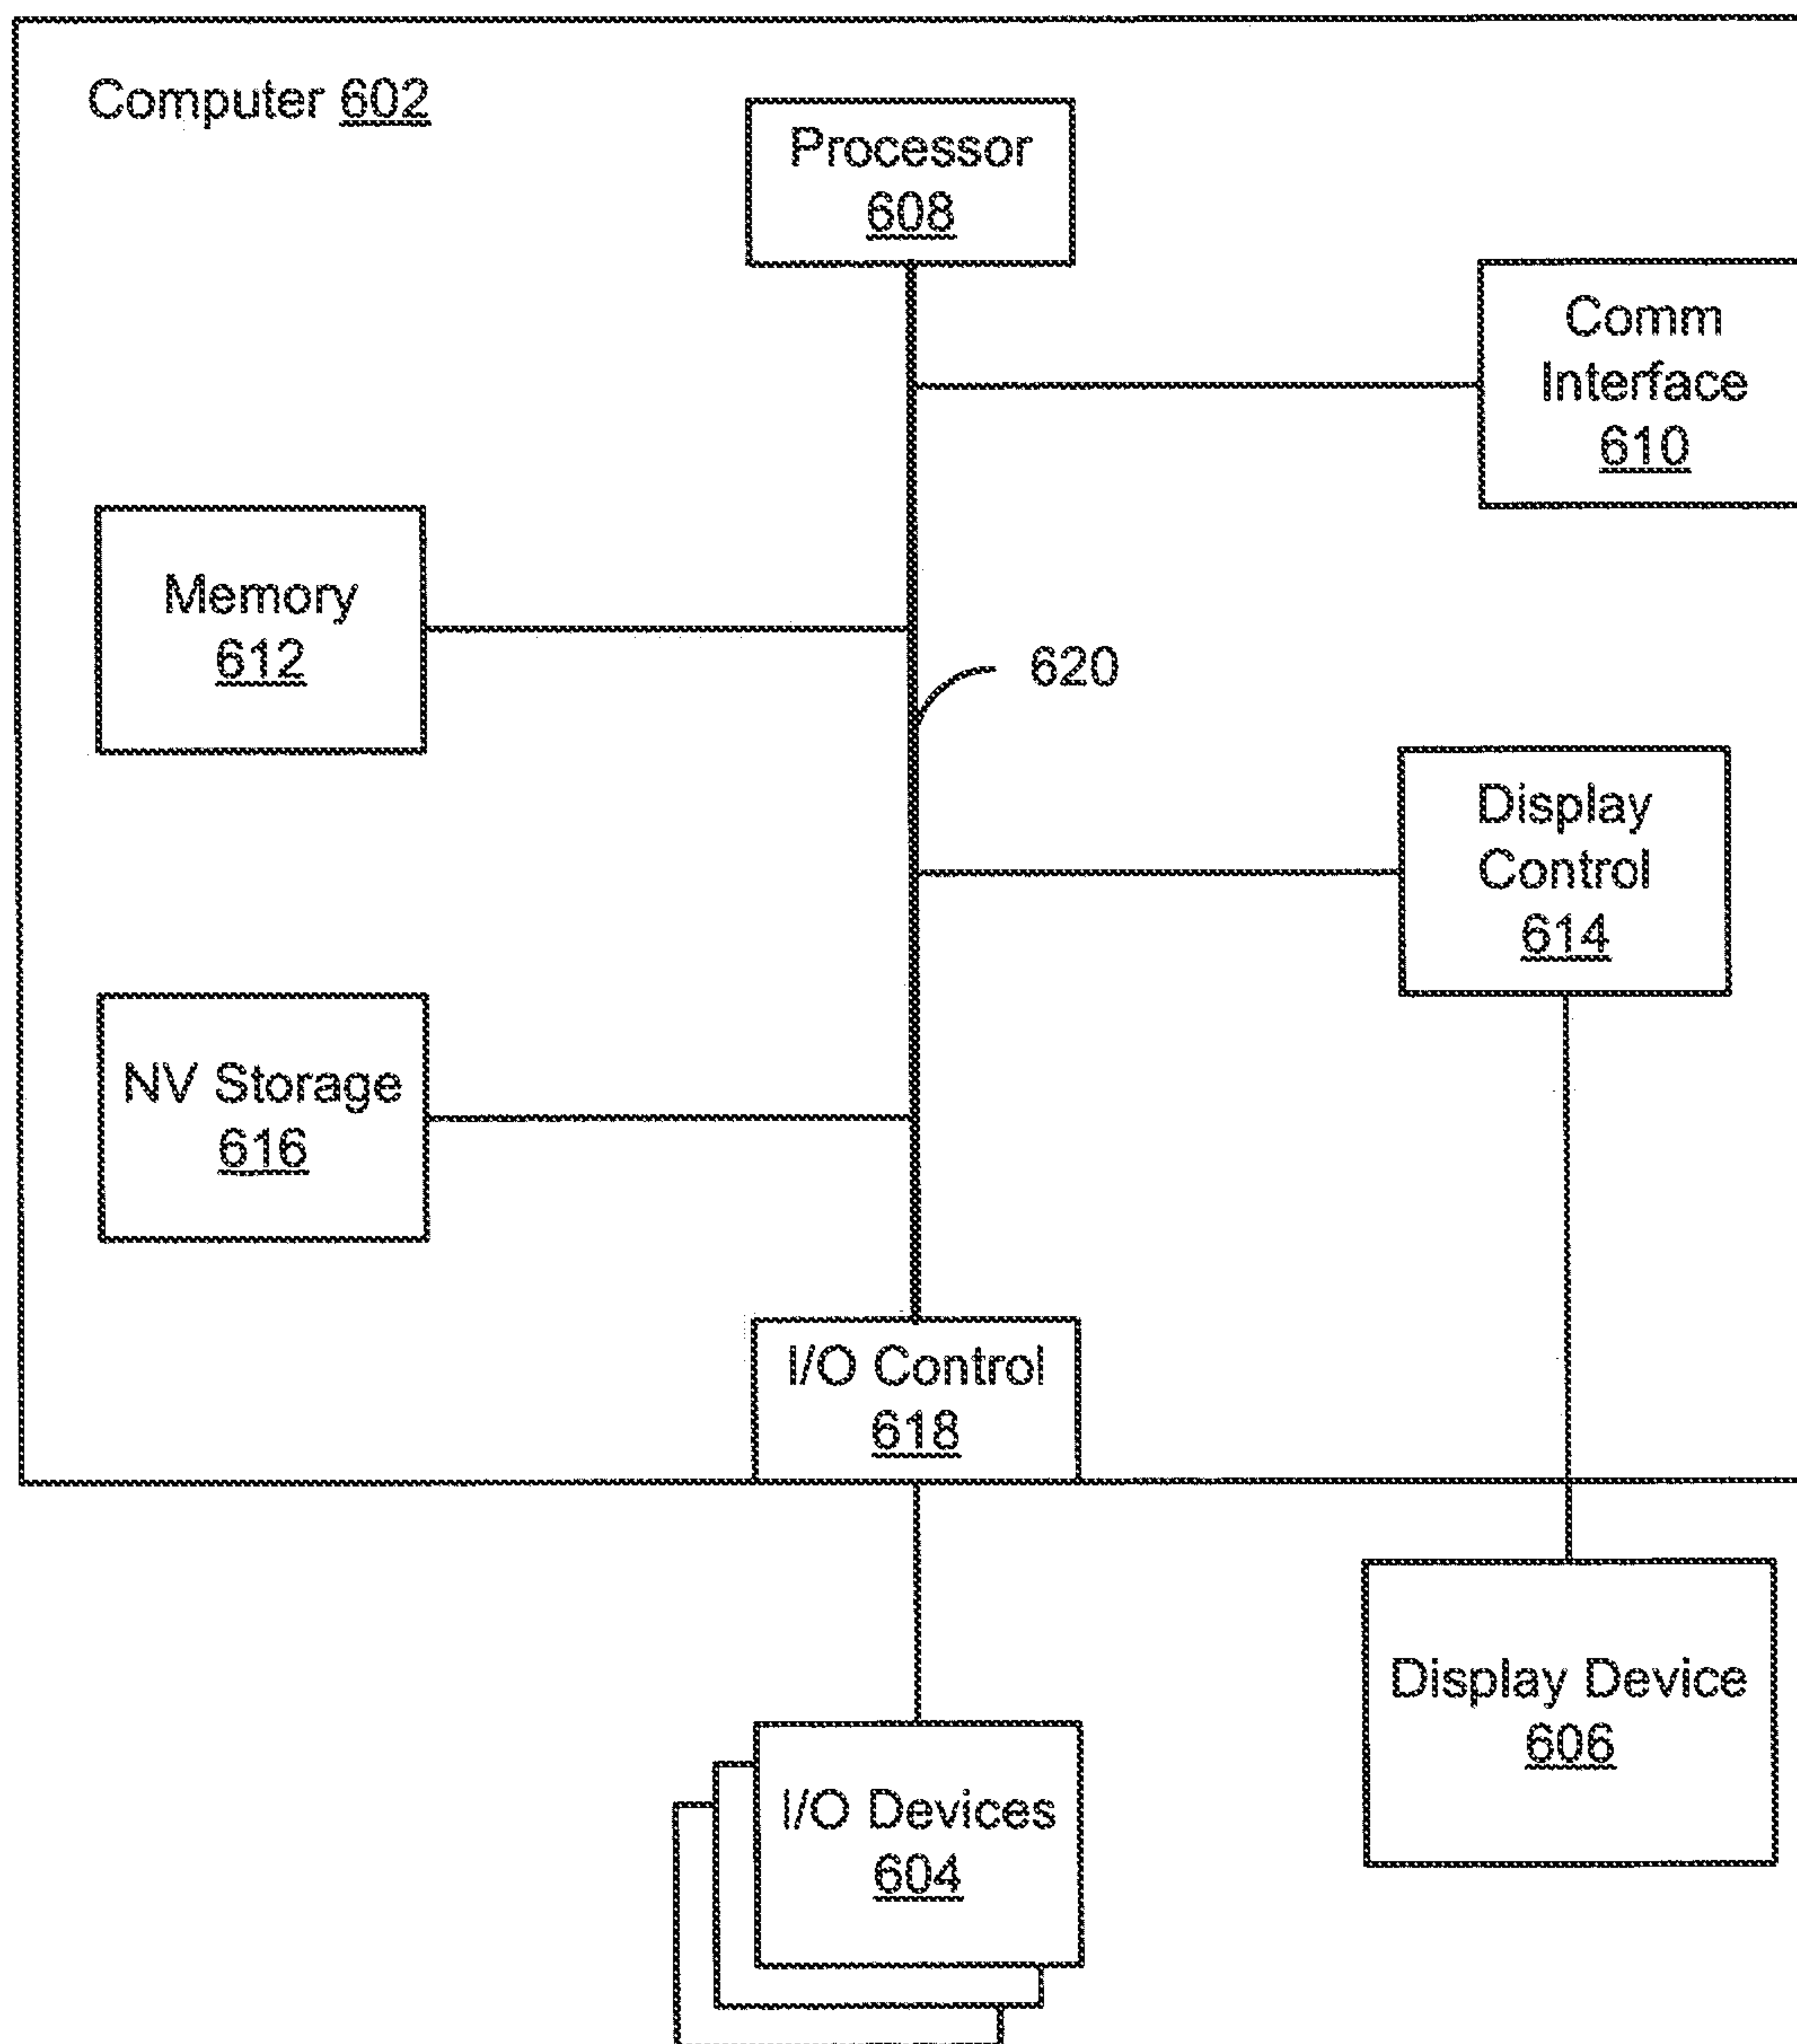 Computer 602
Processor
608
Comm
Interface
610
Memory
612
620
Display
Control
614
NV Storage
616
I/O Control
618
Display Device
606
I/O Devices
604